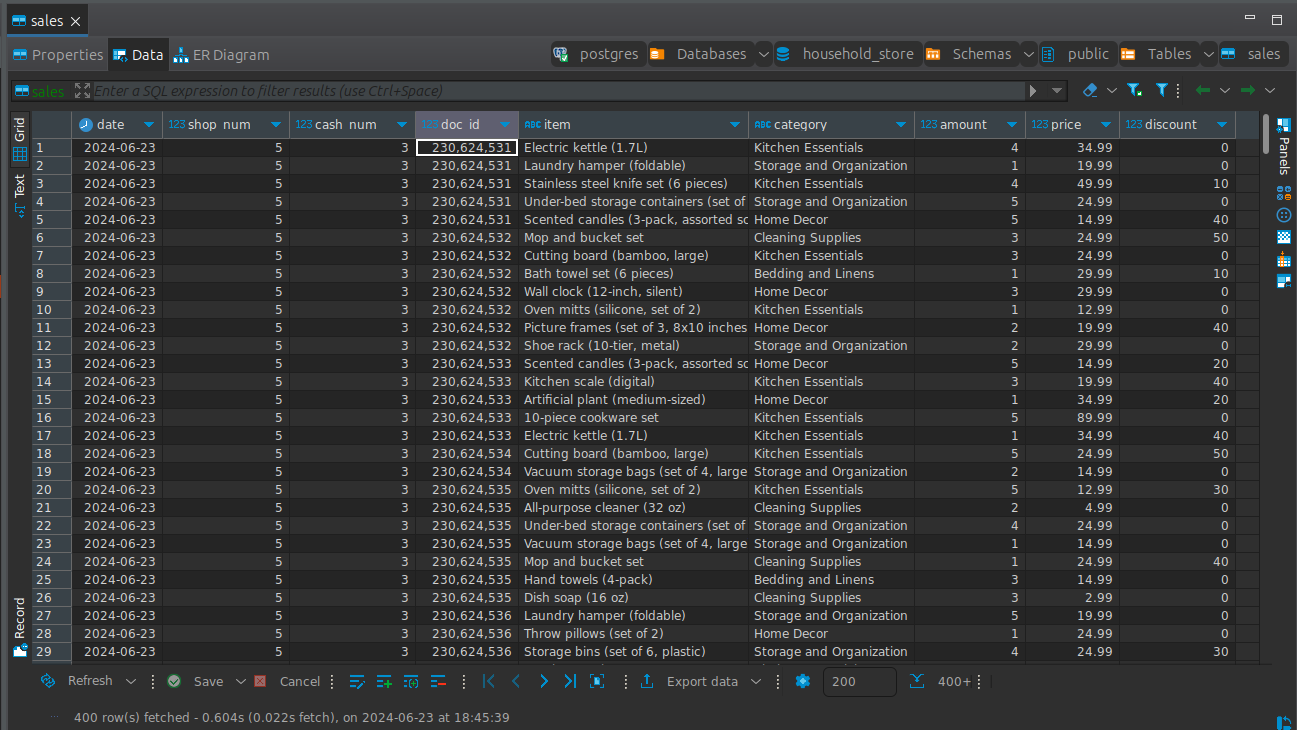 sales
Properties Data ER Diagram postgres Databases household_store Schemas public Tables sales
sales Enter a SQL expression to filter results (use Ctrl+Space)
Grid
Text
Record
Panels
date 123 shop_num 123 cash_num 123 doc_id ABC item ABC category 123 amount 123 price 123 discount
1 2024-06-23 5 3 230,624,531 Electric kettle (1.7L) Kitchen Essentials 4 34.99 0
2 2024-06-23 5 3 230,624,531 Laundry hamper (foldable) Storage and Organization 1 19.99 0
3 2024-06-23 5 3 230,624,531 Stainless steel knife set (6 pieces) Kitchen Essentials 4 49.99 10
4 2024-06-23 5 3 230,624,531 Under-bed storage containers (set of Storage and Organization 5 24.99 0
5 2024-06-23 5 3 230,624,531 Scented candles (3-pack, assorted sc Home Decor 5 14.99 40
6 2024-06-23 5 3 230,624,532 Mop and bucket set Cleaning Supplies 3 24.99 50
7 2024-06-23 5 3 230,624,532 Cutting board (bamboo, large) Kitchen Essentials 3 24.99 0
8 2024-06-23 5 3 230,624,532 Bath towel set (6 pieces) Bedding and Linens 1 29.99 10
9 2024-06-23 5 3 230,624,532 Wall clock (12-inch, silent) Home Decor 3 29.99 0
10 2024-06-23 5 3 230,624,532 Oven mitts (silicone, set of 2) Kitchen Essentials 1 12.99 0
11 2024-06-23 5 3 230,624,532 Picture frames (set of 3, 8x10 inches Home Decor 2 19.99 40
12 2024-06-23 5 3 230,624,532 Shoe rack (10-tier, metal) Storage and Organization 2 29.99 0
13 2024-06-23 5 3 230,624,533 Scented candles (3-pack, assorted sc Home Decor 5 14.99 20
14 2024-06-23 5 3 230,624,533 Kitchen scale (digital) Kitchen Essentials 3 19.99 40
15 2024-06-23 5 3 230,624,533 Artificial plant (medium-sized) Home Decor 1 34.99 20
16 2024-06-23 5 3 230,624,533 10-piece cookware set Kitchen Essentials 5 89.99 0
17 2024-06-23 5 3 230,624,533 Electric kettle (1.7L) Kitchen Essentials 1 34.99 40
18 2024-06-23 5 3 230,624,534 Cutting board (bamboo, large) Kitchen Essentials 5 24.99 50
19 2024-06-23 5 3 230,624,534 Vacuum storage bags (set of 4, large Storage and Organization 2 14.99 0
20 2024-06-23 5 3 230,624,535 Oven mitts (silicone, set of 2) Kitchen Essentials 5 12.99 30
21 2024-06-23 5 3 230,624,535 All-purpose cleaner (32 oz) Cleaning Supplies 2 4.99 0
22 2024-06-23 5 3 230,624,535 Under-bed storage containers (set of Storage and Organization 4 24.99 0
23 2024-06-23 5 3 230,624,535 Vacuum storage bags (set of 4, large Storage and Organization 1 14.99 0
24 2024-06-23 5 3 230,624,535 Mop and bucket set Cleaning Supplies 1 24.99 40
25 2024-06-23 5 3 230,624,535 Hand towels (4-pack) Bedding and Linens 3 14.99 0
26 2024-06-23 5 3 230,624,535 Dish soap (16 oz) Cleaning Supplies 3 2.99 0
27 2024-06-23 5 3 230,624,536 Laundry hamper (foldable) Storage and Organization 5 19.99 0
28 2024-06-23 5 3 230,624,536 Throw pillows (set of 2) Home Decor 1 24.99 0
29 2024-06-23 5 3 230,624,536 Storage bins (set of 6, plastic) Storage and Organization 4 24.99 30
Refresh Save Cancel Export data 200 400+
400 row(s) fetched - 0.604s (0.022s fetch), on 2024-06-23 at 18:45:39